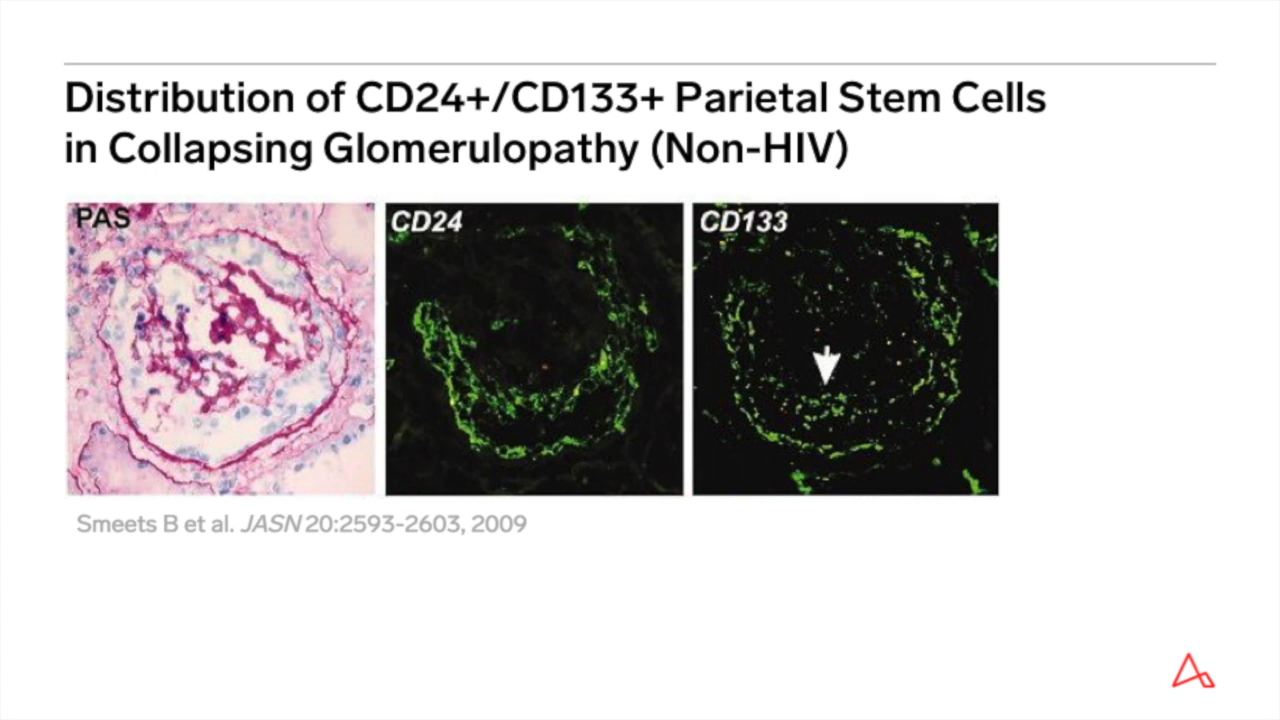 Distribution of CD24+/CD133+ Parietal Stem Cells
in Collapsing Glomerulopathy (Non-HIV)
PAS
CD24
CD133
Smeets B et al. JASN 20:2593-2603, 2009